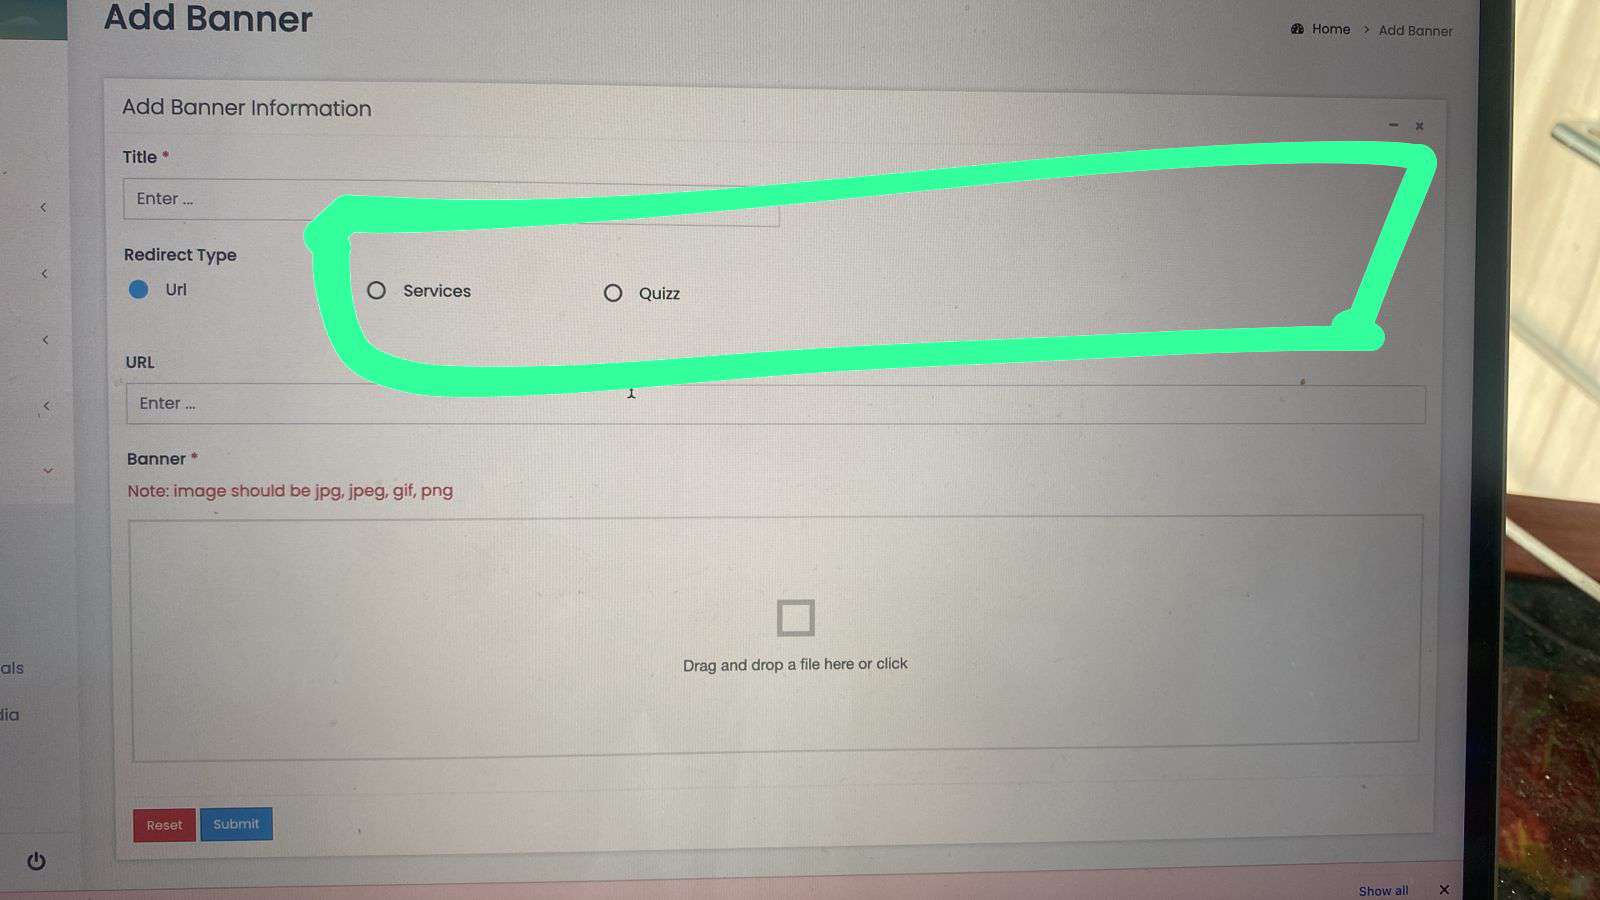 Add Banner
Home > Add Banner
Add Banner Information
Title *
Enter ...
Redirect Type
Url
Services
Quizz
URL
Enter ...
Banner *
Note: image should be jpg, jpeg, gif, png
Drag and drop a file here or click
als
dia
Reset
Submit
Show all